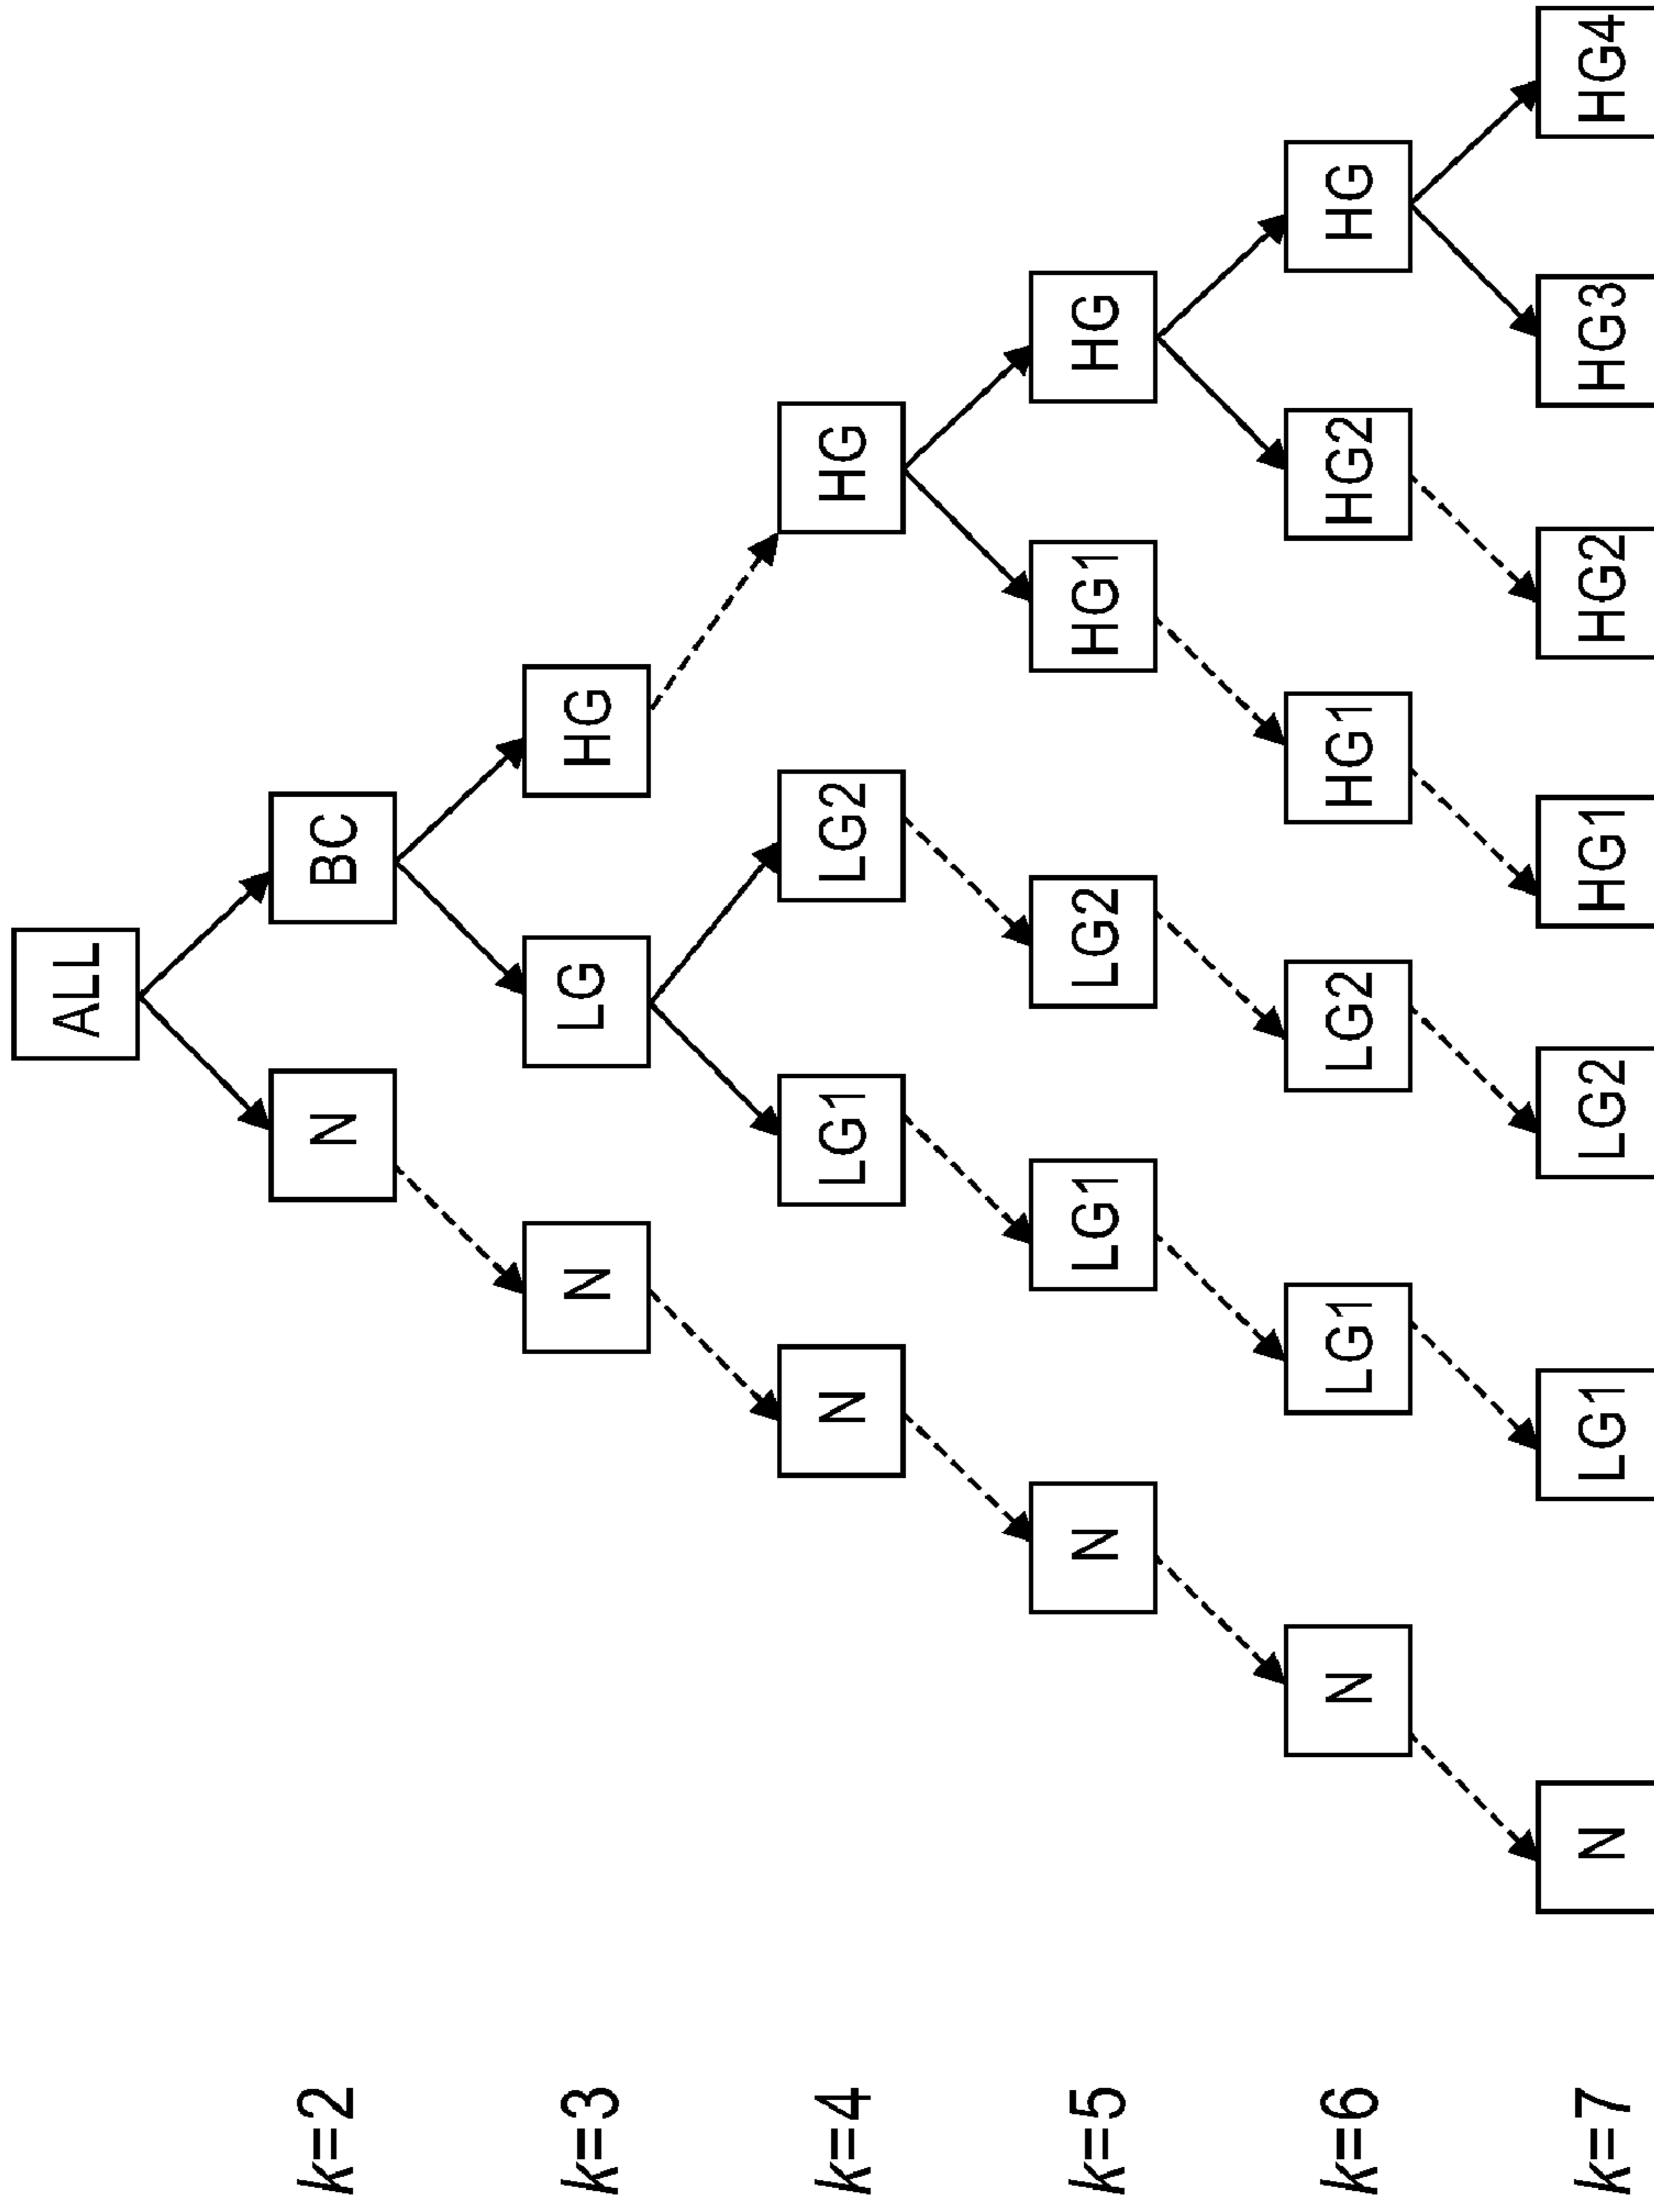 ALL
k=2 N BC
k=3 N LG HG
k=4 N LG1 LG2 HG
k=5 N LG1 LG2 HG1 HG
k=6 N LG1 LG2 HG1 HG2 HG
k=7 N LG1 LG2 HG1 HG2 HG3 HG4